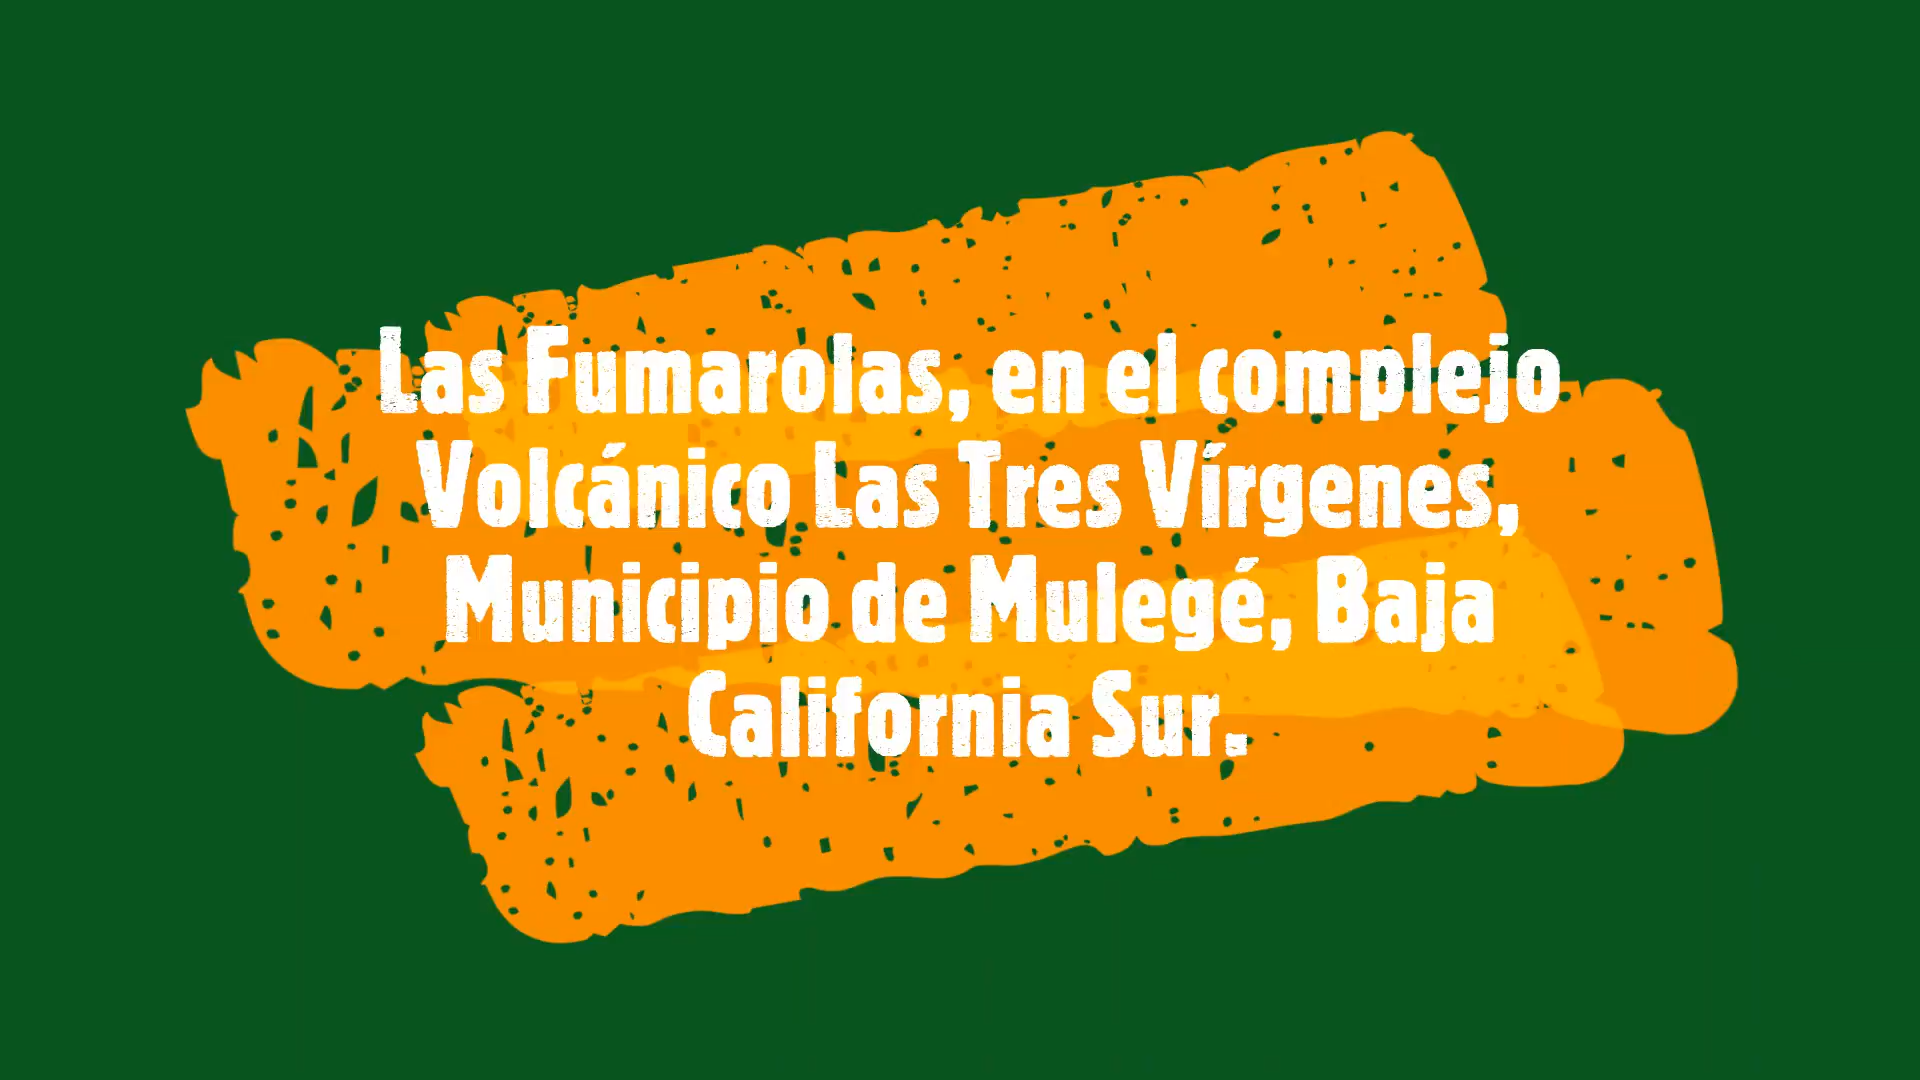 Las Fumarolas, en el complejo
Volcánico Las Tres Vírgenes,
Municipio de Mulegé, Baja
California Sur.